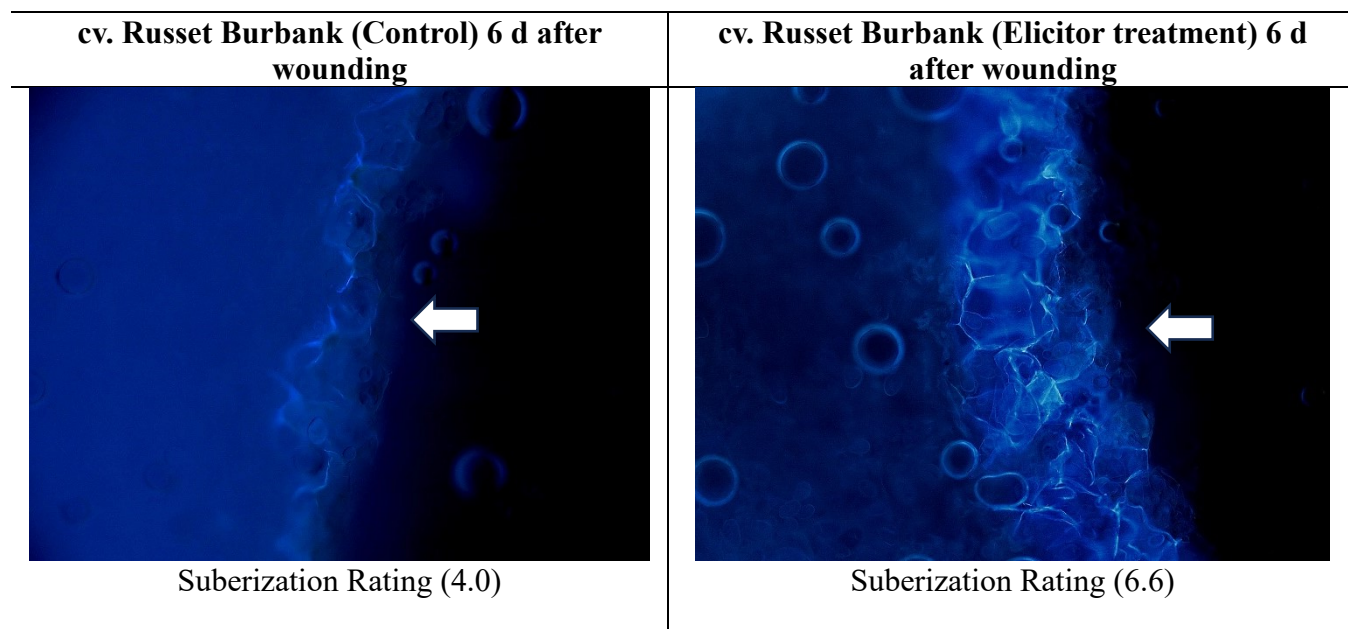 cv. Russet Burbank (Control) 6 d after
wounding
cv. Russet Burbank (Elicitor treatment) 6 d
after wounding
Suberization Rating (4.0)
Suberization Rating (6.6)